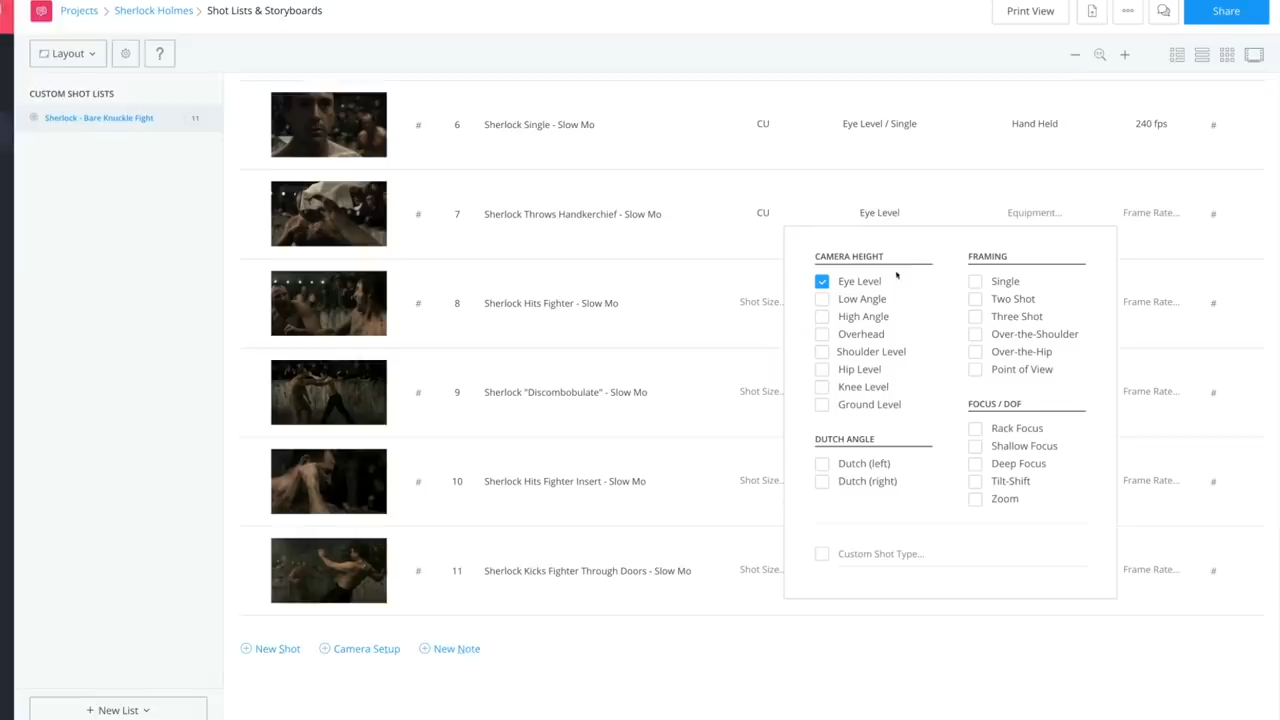 Projects > Sherlock Holmes > Shot Lists & Storyboards
Print View
Share
Layout
?
CUSTOM SHOT LISTS
Sherlock - Bare Knuckle Fight 11
# 6 Sherlock Single - Slow Mo CU Eye Level / Single Hand Held 240 fps #
# 7 Sherlock Throws Handkerchief - Slow Mo CU Eye Level Equipment... Frame Rate... #
# 8 Sherlock Hits Fighter - Slow Mo Shot Size.. Frame Rate... #
# 9 Sherlock "Discombobulate" - Slow Mo Shot Size.. Frame Rate... #
# 10 Sherlock Hits Fighter Insert - Slow Mo Shot Size.. Frame Rate... #
# 11 Sherlock Kicks Fighter Through Doors - Slow Mo Shot Size.. Frame Rate... #
CAMERA HEIGHT
Eye Level
Low Angle
High Angle
Overhead
Shoulder Level
Hip Level
Knee Level
Ground Level
DUTCH ANGLE
Dutch (left)
Dutch (right)
FRAMING
Single
Two Shot
Three Shot
Over-the-Shoulder
Over-the-Hip
Point of View
FOCUS / DOF
Rack Focus
Shallow Focus
Deep Focus
Tilt-Shift
Zoom
Custom Shot Type...
New Shot Camera Setup New Note
+ New List